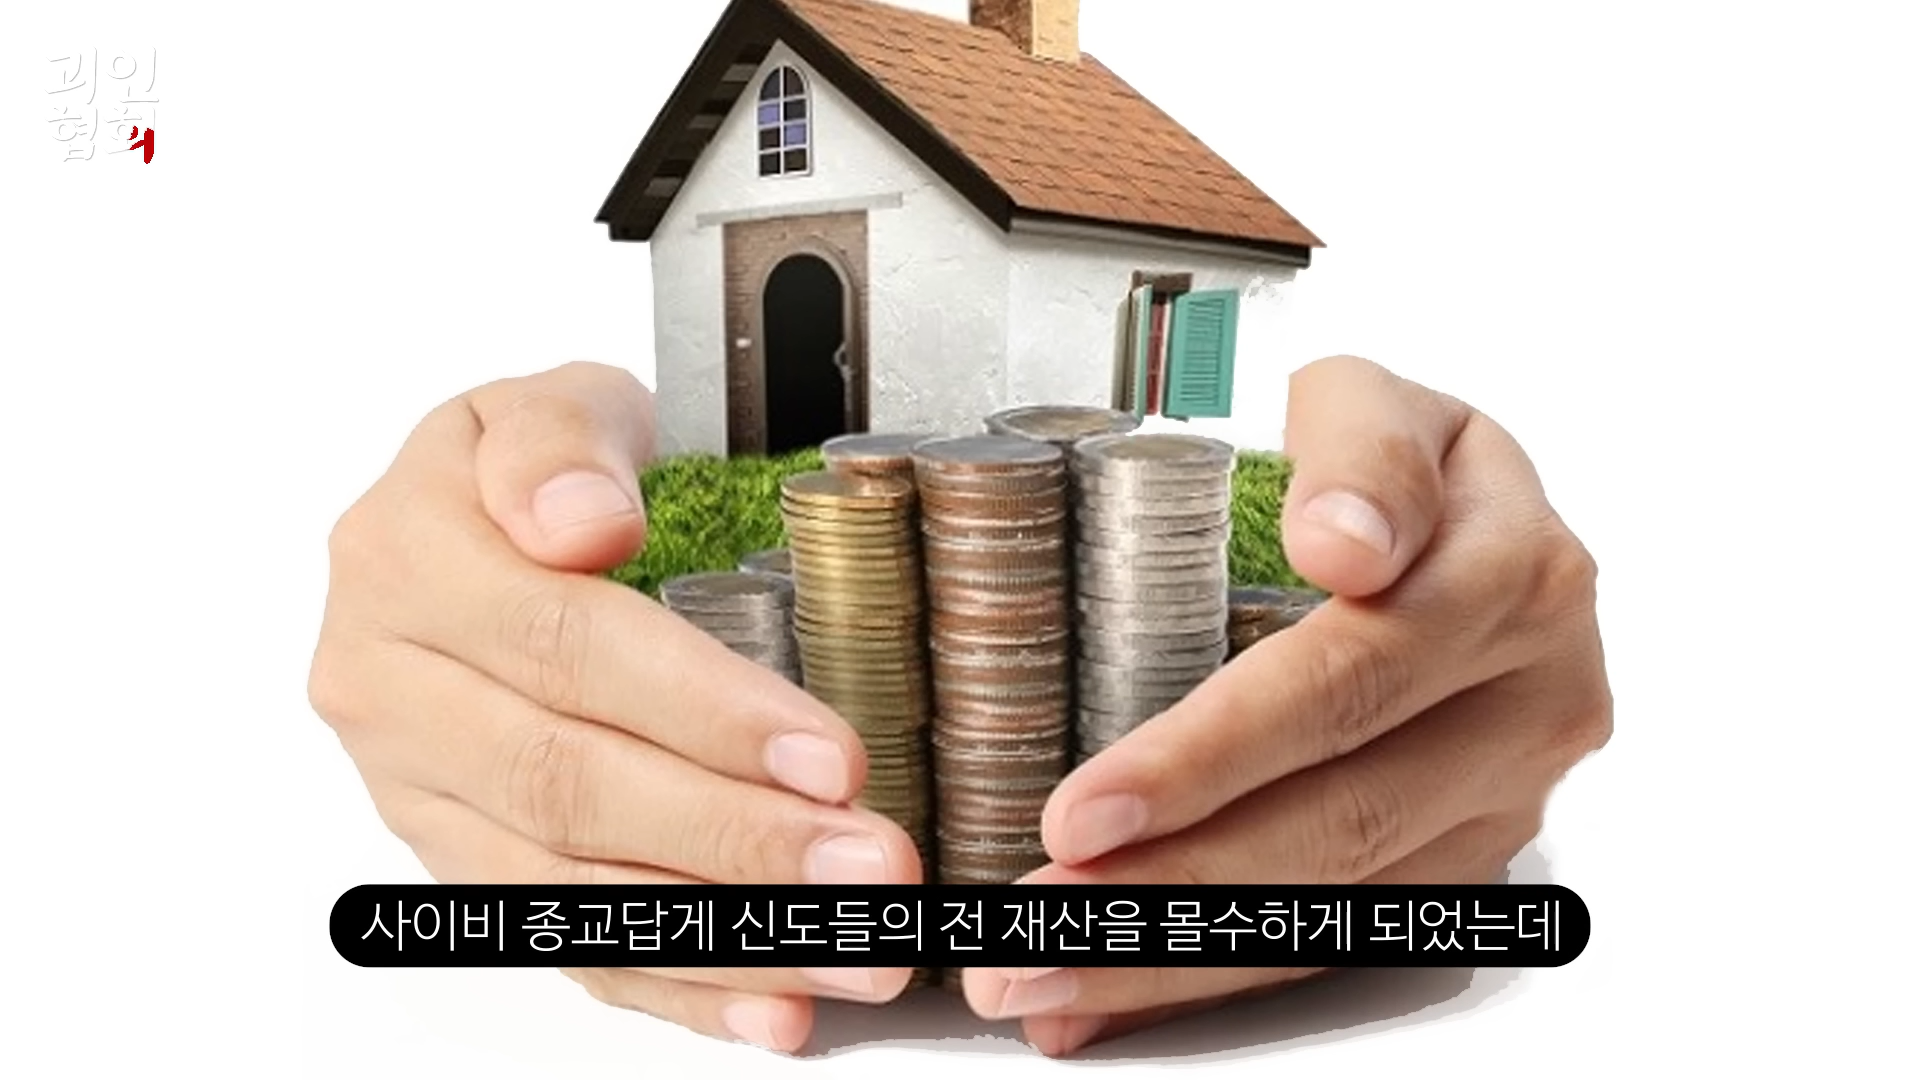 괴인
협회
사이비 종교답게 신도들의 전 재산을 몰수하게 되었는데